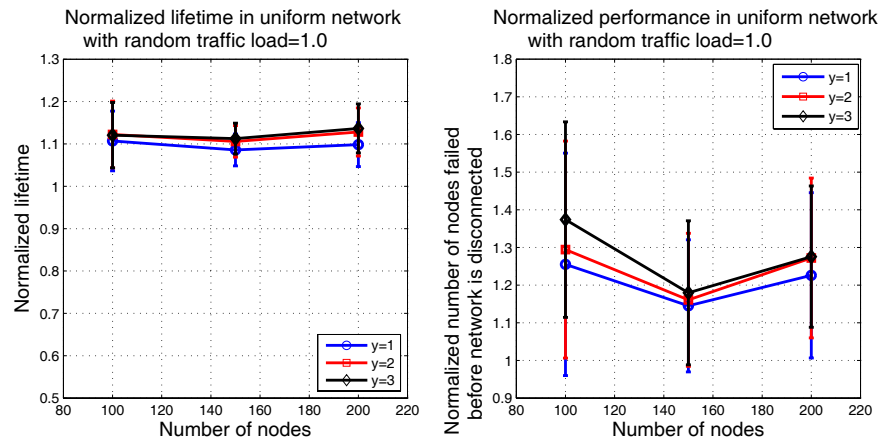 Normalized lifetime in uniform network
with random traffic load=1.0
1.3
1.2
1.1
1
0.9
0.8
0.7
0.6
0.5
80 100 120 140 160 180 200 220
Number of nodes
Normalized lifetime
y=1
y=2
y=3
Normalized performance in uniform network
with random traffic load=1.0
1.8
1.7
1.6
1.5
1.4
1.3
1.2
1.1
1
0.9
80 100 120 140 160 180 200 220
Number of nodes
Normalized number of nodes failed
before network is disconnected
y=1
y=2
y=3